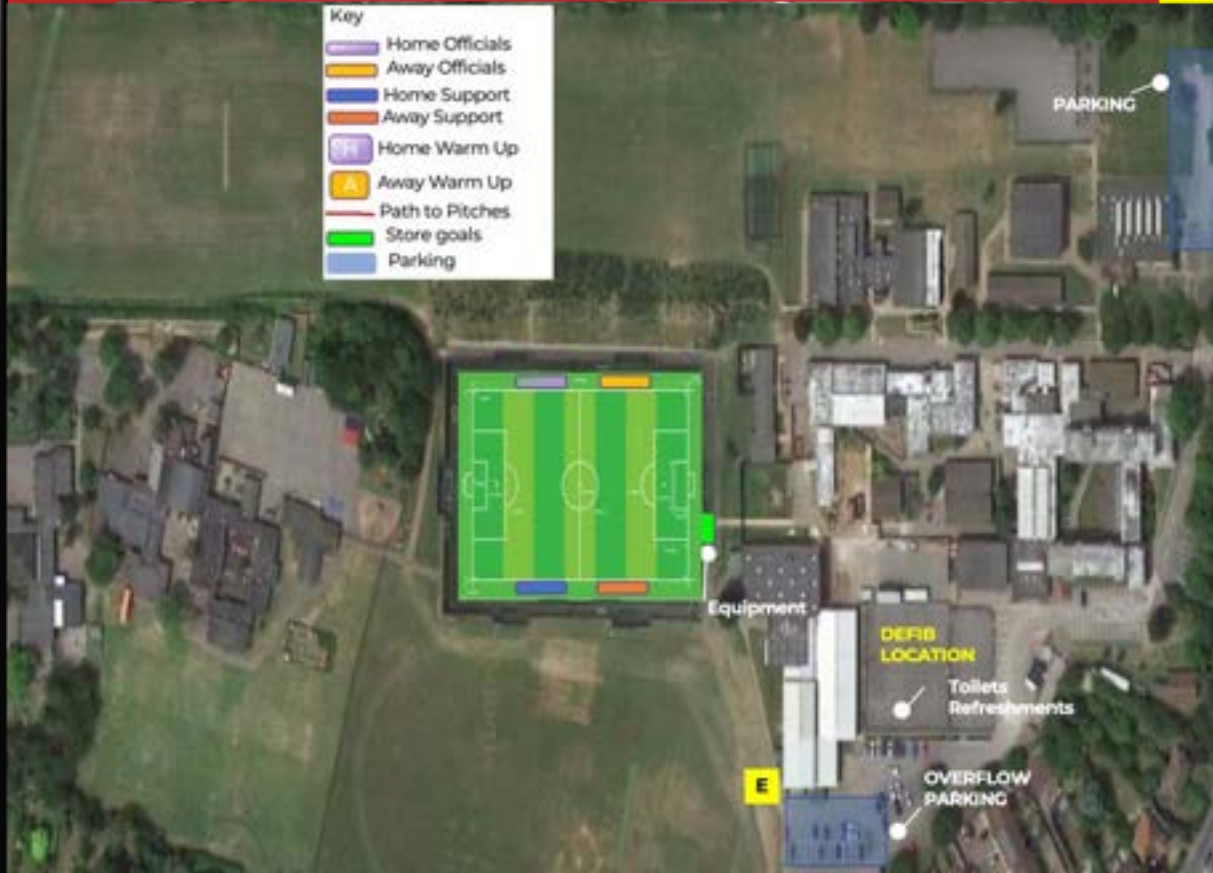 Key
Home Officials
Away Officials
Home Support
Away Support
H Home Warm Up
A Away Warm Up
Path to Pitches
Store goals
Parking
PARKING
Equipment
DEFIB
LOCATION
Toilets
Refreshments
E
OVERFLOW
PARKING